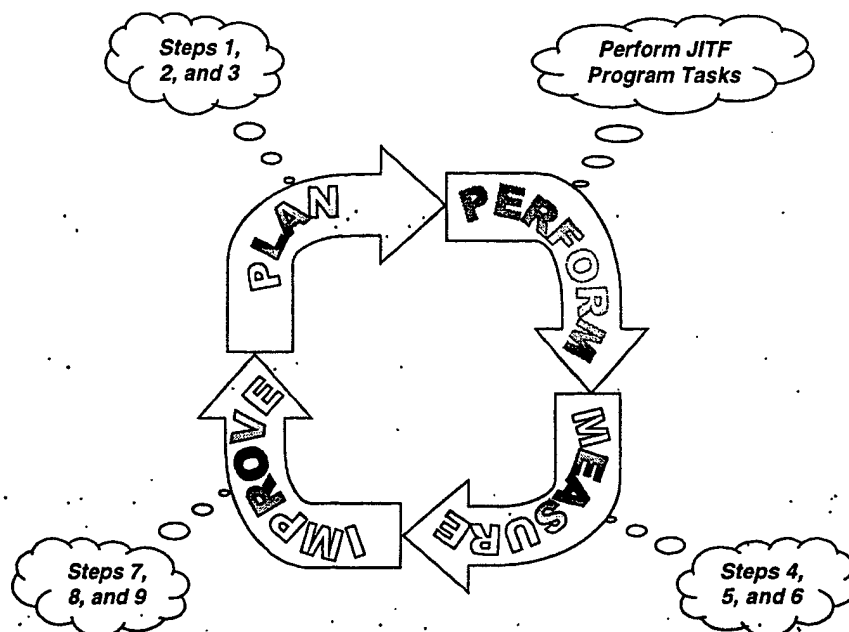 Steps 1,
2, and 3
Perform JITF
Program Tasks
PLAN
PERFORM
MEASURE
IMPROVE
Steps 7,
8, and 9
Steps 4,
5, and 6